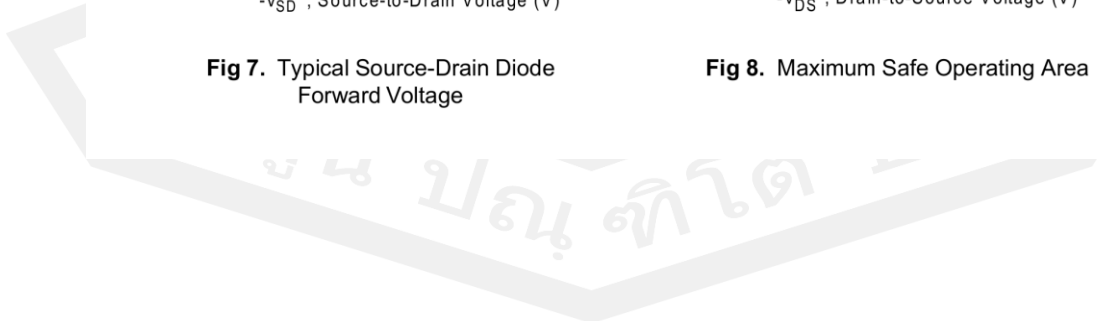 -VSD , Source-to-Drain Voltage (V)
-VDS , Drain-to-Source Voltage (V)
Fig 7. Typical Source-Drain Diode
Forward Voltage
Fig 8. Maximum Safe Operating Area